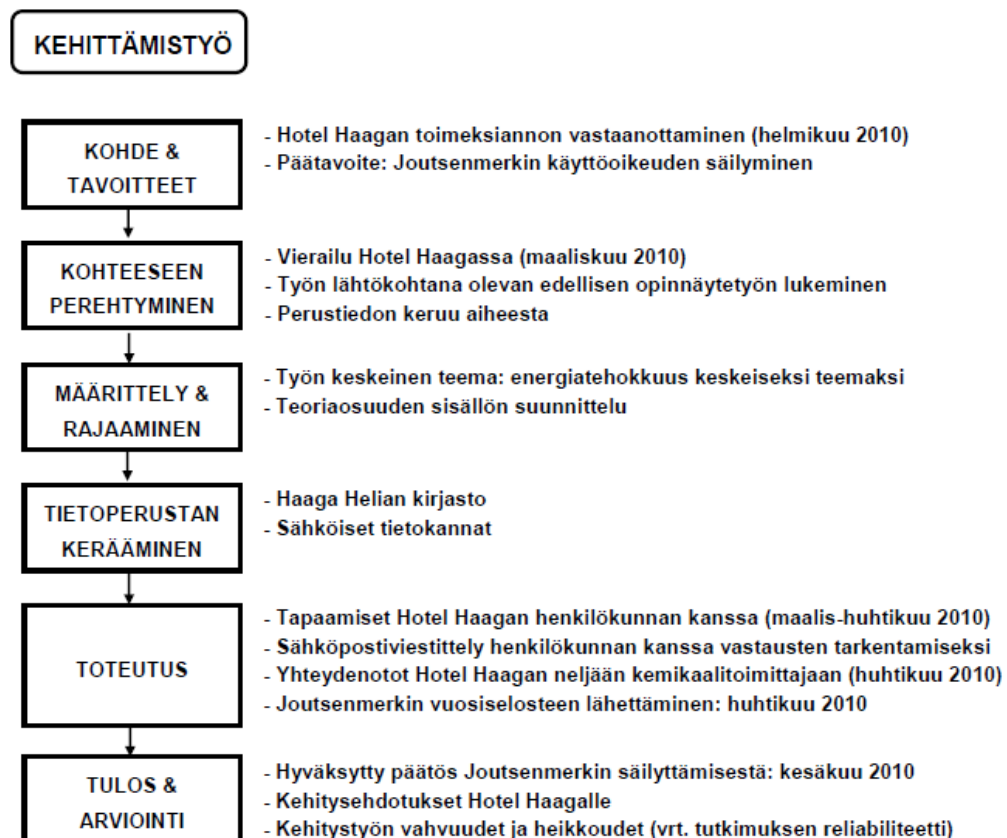 KEHITTÄMISTYÖ
KOHDE &
TAVOITTEET
- Hotel Haagan toimeksiannon vastaanottaminen (helmikuu 2010)
- Päätavoite: Joutsenmerkin käyttöoikeuden säilyminen
KOHTEESEEN
PEREHTYMINEN
- Vierailu Hotel Haagassa (maaliskuu 2010)
- Työn lähtökohtana olevan edellisen opinnäytetyön lukeminen
- Perustiedon keruu aiheesta
MÄÄRITTELY &
RAJAAMINEN
- Työn keskeinen teema: energiatehokkuus keskeiseksi teemaksi
- Teoriaosuuden sisällön suunnittelu
TIETOPERUSTAN
KERÄÄMINEN
- Haaga Helian kirjasto
- Sähköiset tietokannat
TOTEUTUS
- Tapaamiset Hotel Haagan henkilökunnan kanssa (maalis-huhtikuu 2010)
- Sähköpostiviestittely henkilökunnan kanssa vastausten tarkentamiseksi
- Yhteydenotot Hotel Haagan neljään kemikaalitoimittajaan (huhtikuu 2010)
- Joutsenmerkin vuosiselosteen lähettäminen: huhtikuu 2010
TULOS &
ARVIOINTI
- Hyväksytty päätös Joutsenmerkin säilyttämisestä: kesäkuu 2010
- Kehitysehdotukset Hotel Haagalle
- Kehitystyön vahvuudet ja heikkoudet (vrt. tutkimuksen reliabiliteetti)